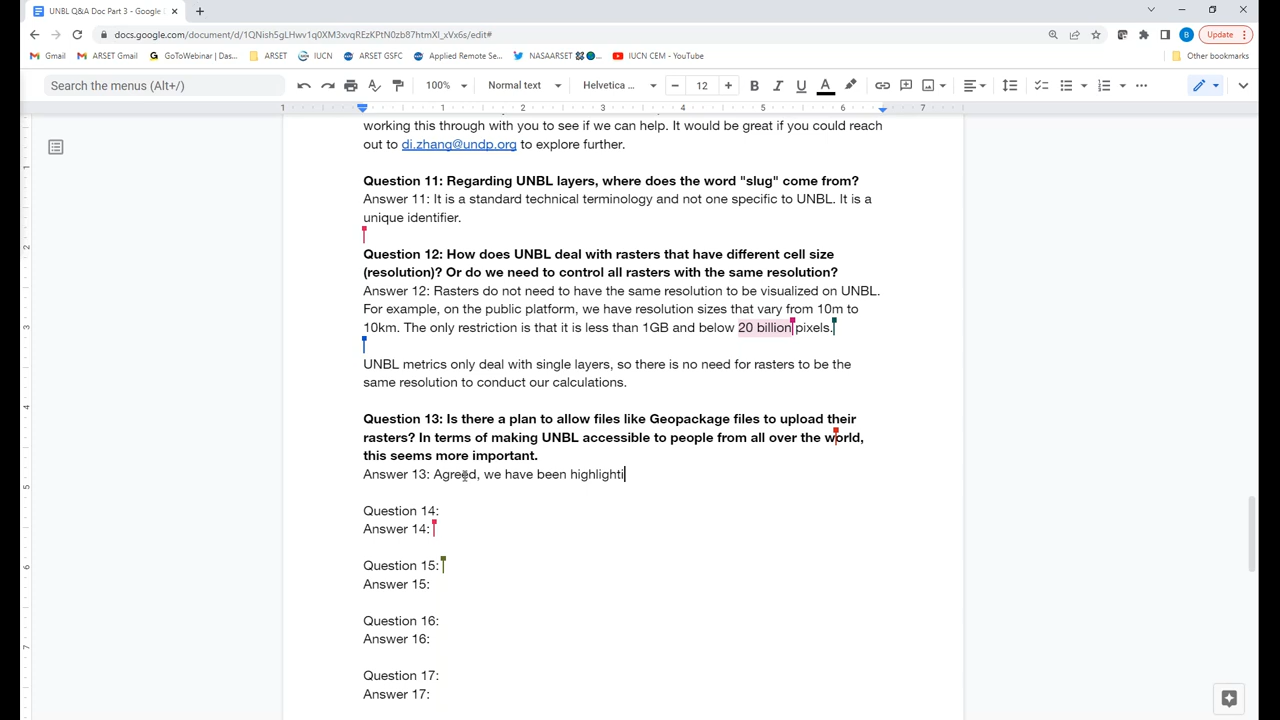 UNBL Q&A Doc Part 3 - Google
docs.google.com/document/d/1QNish5gLHwv1q0XM3xvqREzKPtN0zb87htmXI_xVx6s/edit#
Update
Gmail
ARSET Gmail
GoToWebinar | Das...
ARSET
IUCN
ARSET GSFC
Applied Remote Se...
NASAARSET
IUCN CEM - YouTube
Other bookmarks
Search the menus (Alt+/)
100%
Normal text
Helvetica ...
12
1 1 2 3 4 5 6 7
working this through with you to see if we can help. It would be great if you could reach
out to di.zhang@undp.org to explore further.
Question 11: Regarding UNBL layers, where does the word "slug" come from?
Answer 11: It is a standard technical terminology and not one specific to UNBL. It is a
unique identifier.
Question 12: How does UNBL deal with rasters that have different cell size
(resolution)? Or do we need to control all rasters with the same resolution?
Answer 12: Rasters do not need to have the same resolution to be visualized on UNBL.
For example, on the public platform, we have resolution sizes that vary from 10m to
10km. The only restriction is that it is less than 1GB and below 20 billion pixels.
UNBL metrics only deal with single layers, so there is no need for rasters to be the
same resolution to conduct our calculations.
Question 13: Is there a plan to allow files like Geopackage files to upload their
rasters? In terms of making UNBL accessible to people from all over the world,
this seems more important.
Answer 13: Agreed, we have been highlighti
Question 14:
Answer 14:
Question 15:
Answer 15:
Question 16:
Answer 16:
Question 17:
Answer 17: